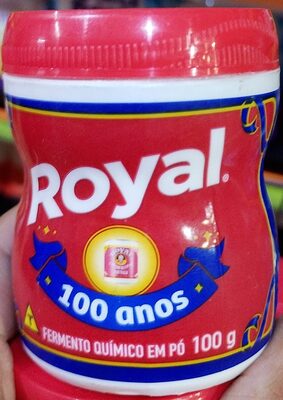 Royal®
100 anos
T
FERMENTO QUÍMICO EM PÓ 100 g